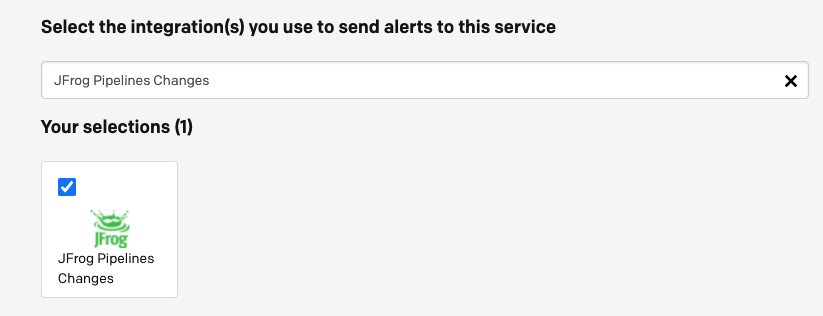 Select the integration(s) you use to send alerts to this service
JFrog Pipelines Changes
Your selections (1)
JFrog
JFrog Pipelines
Changes